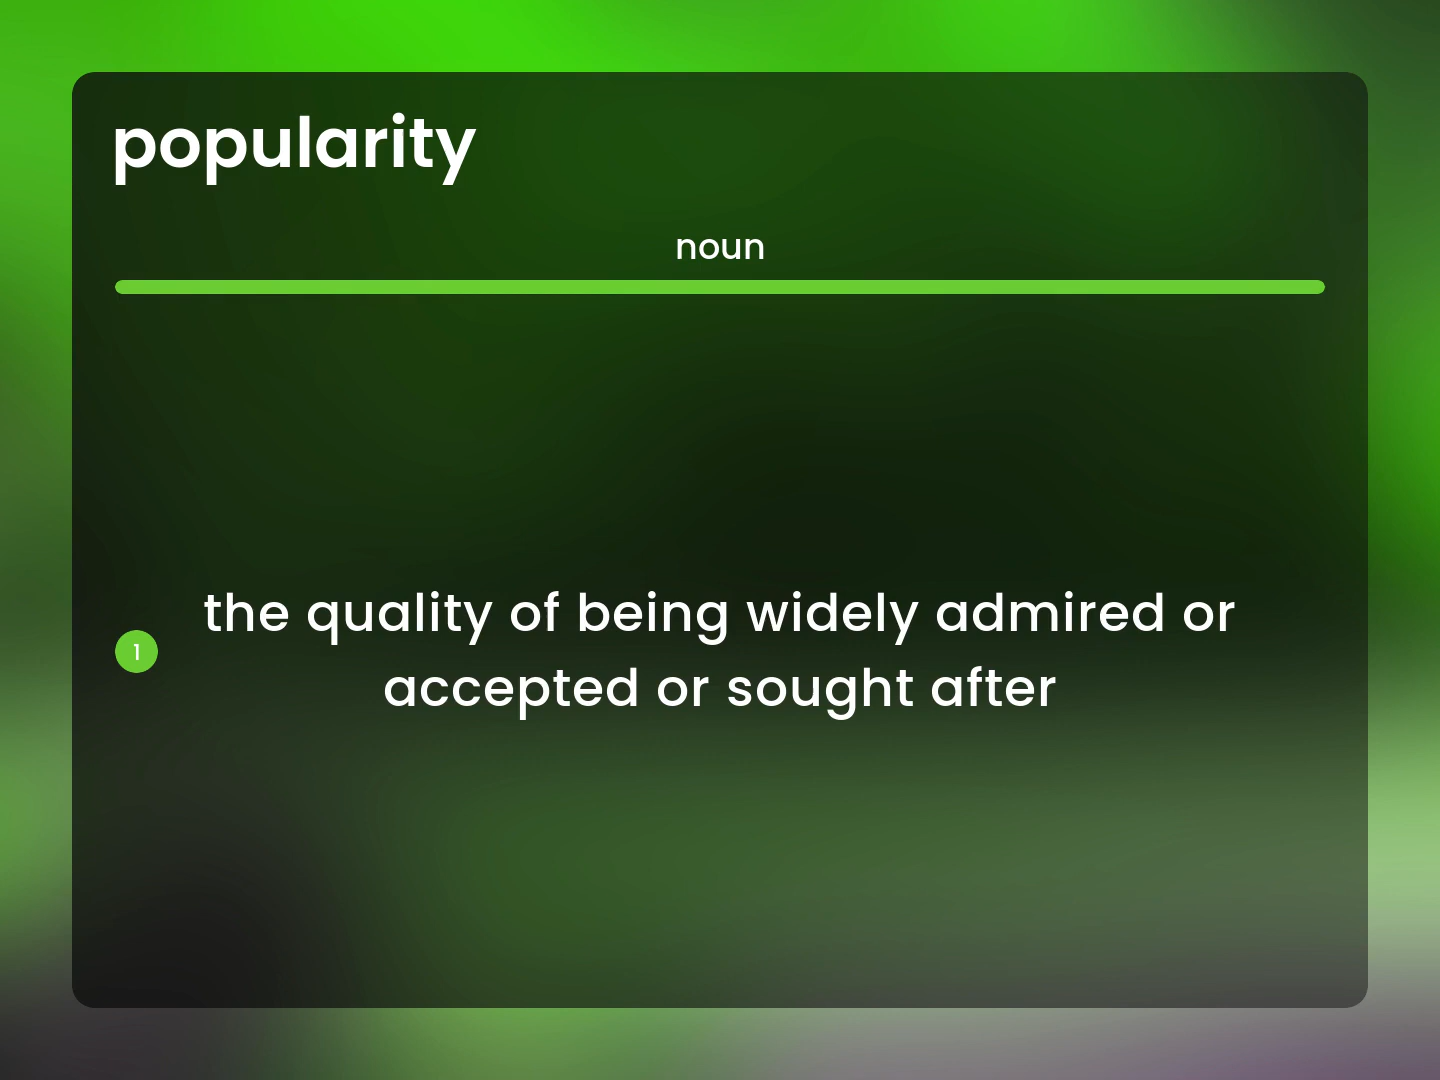 popularity
noun
1
the quality of being widely admired or
accepted or sought after